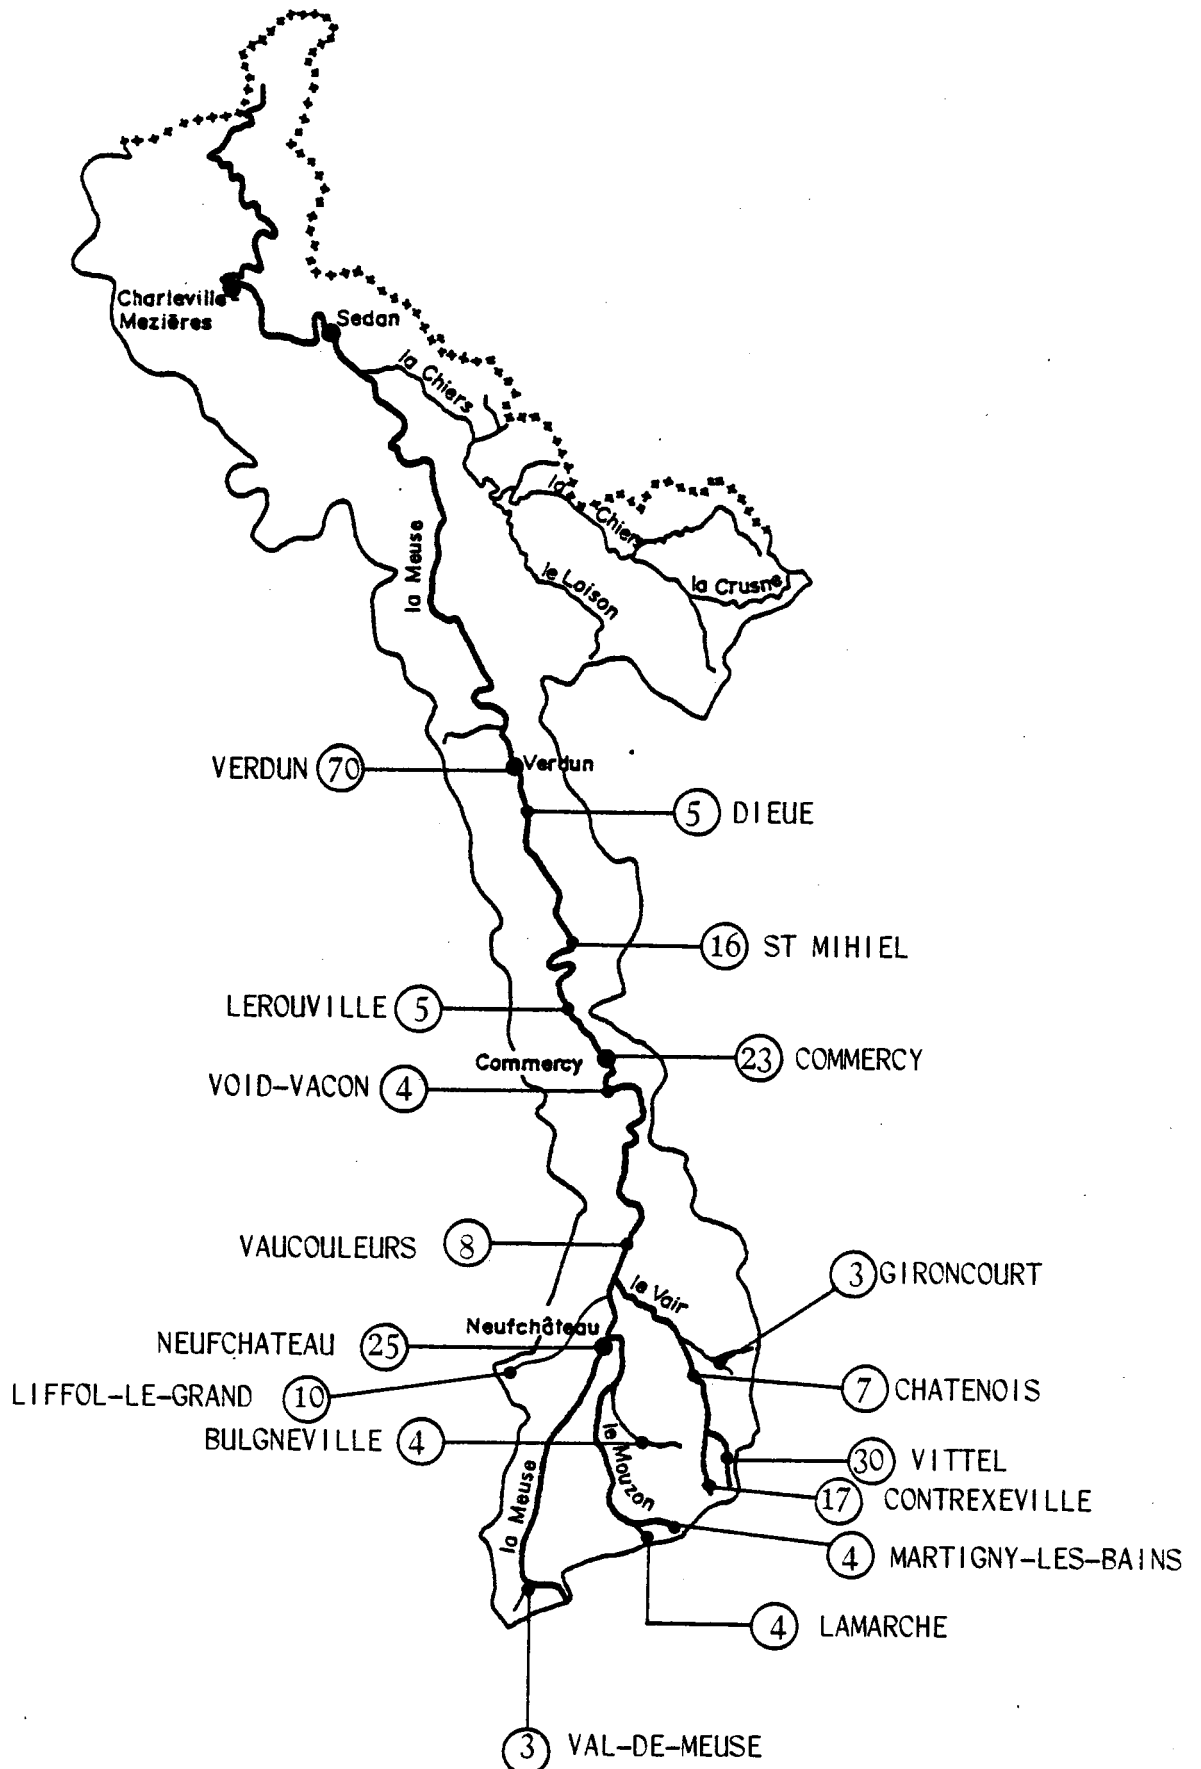 Charleville
Mezières
Sedan
la Chiers
la Chiers
la Meuse
le Loison
la Crusne
VERDUN 70
Verdun
5 DIEUE
16 ST MIHIEL
LEROUVILLE 5
Commercy
23 COMMERCY
VOID-VACON 4
VAUCOULEURS 8
le Vair
3 GIRONCOURT
Neufchâteau
NEUFCHATEAU 25
LIFFOL-LE-GRAND 10
7 CHATENOIS
BULGNEVILLE 4
le Mouzon
30 VITTEL
la Meuse
17 CONTREXEVILLE
4 MARTIGNY-LES-BAINS
4 LAMARCHE
3 VAL-DE-MEUSE